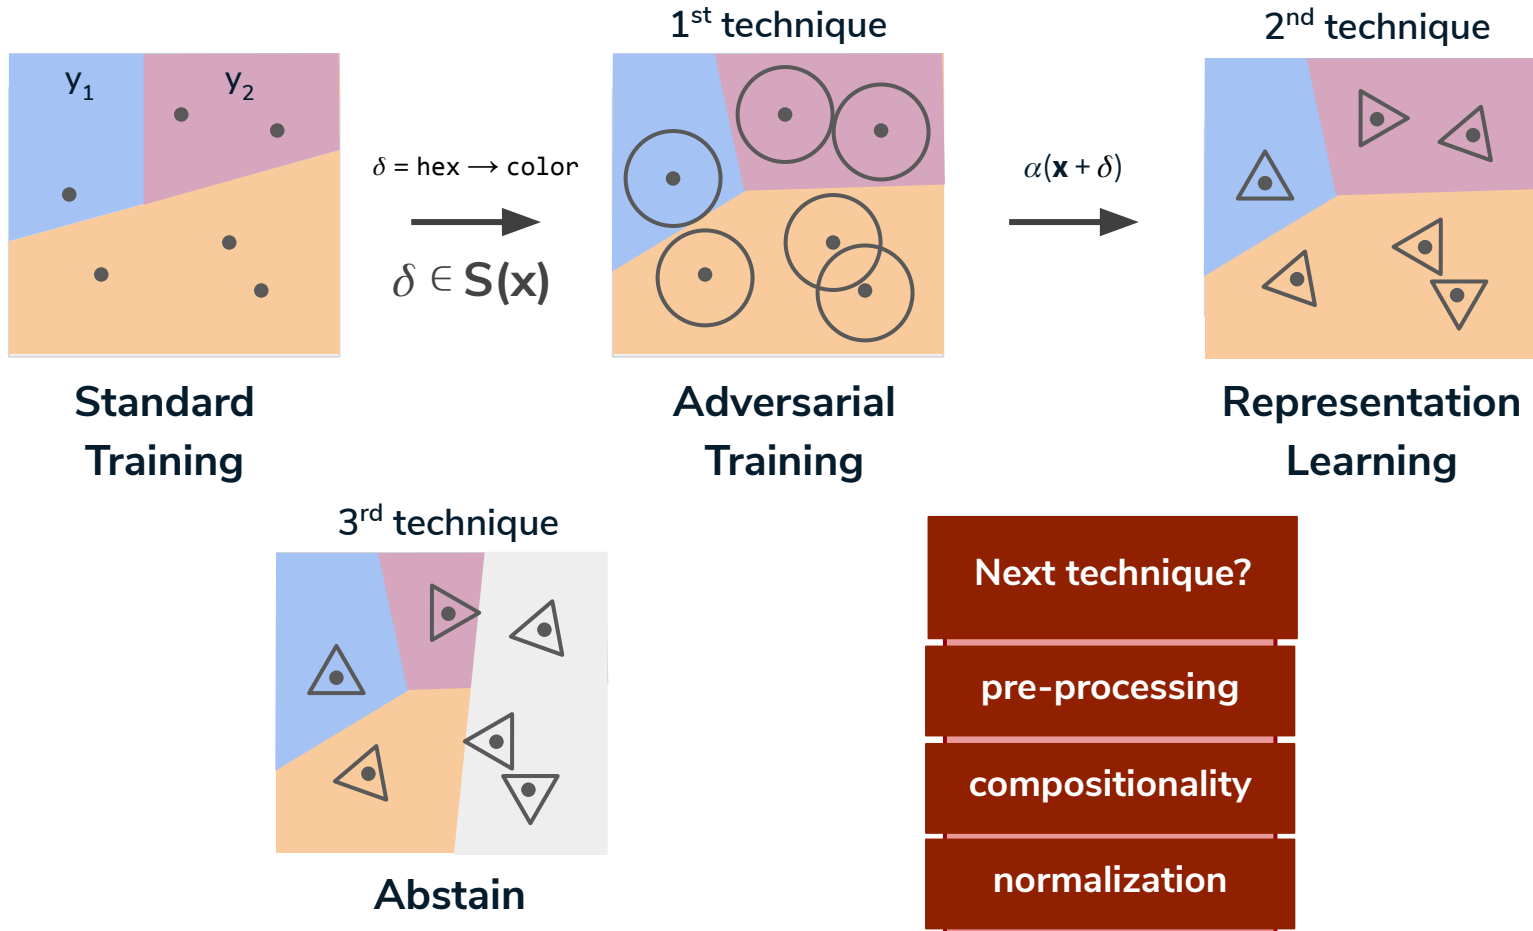 1st technique
2nd technique
y1
y2
δ = hex → color
δ ∈ S(x)
α(x + δ)
Standard
Training
Adversarial
Training
Representation
Learning
3rd technique
Abstain
Next technique?
pre-processing
compositionality
normalization